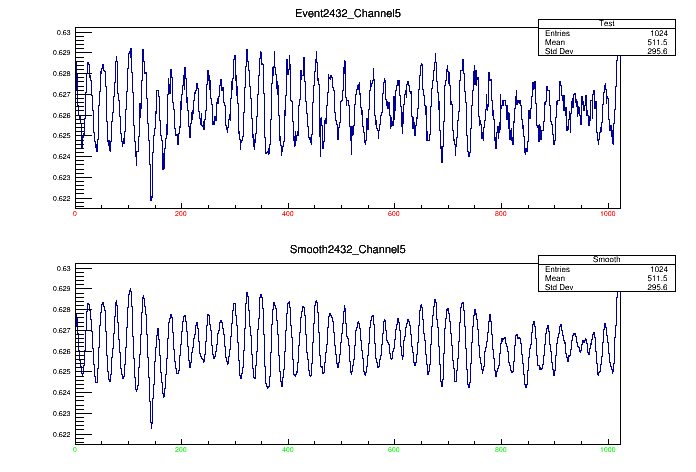 Event2432_Channel5
Test
Entries 1024
Mean 511.5
Std Dev 295.6
0.63
0.629
0.628
0.627
0.626
0.625
0.624
0.623
0.622
0 200 400 600 800 1000
Smooth2432_Channel5
Smooth
Entries 1024
Mean 511.5
Std Dev 295.6
0.63
0.629
0.628
0.627
0.626
0.625
0.624
0.623
0.622
0 200 400 600 800 1000